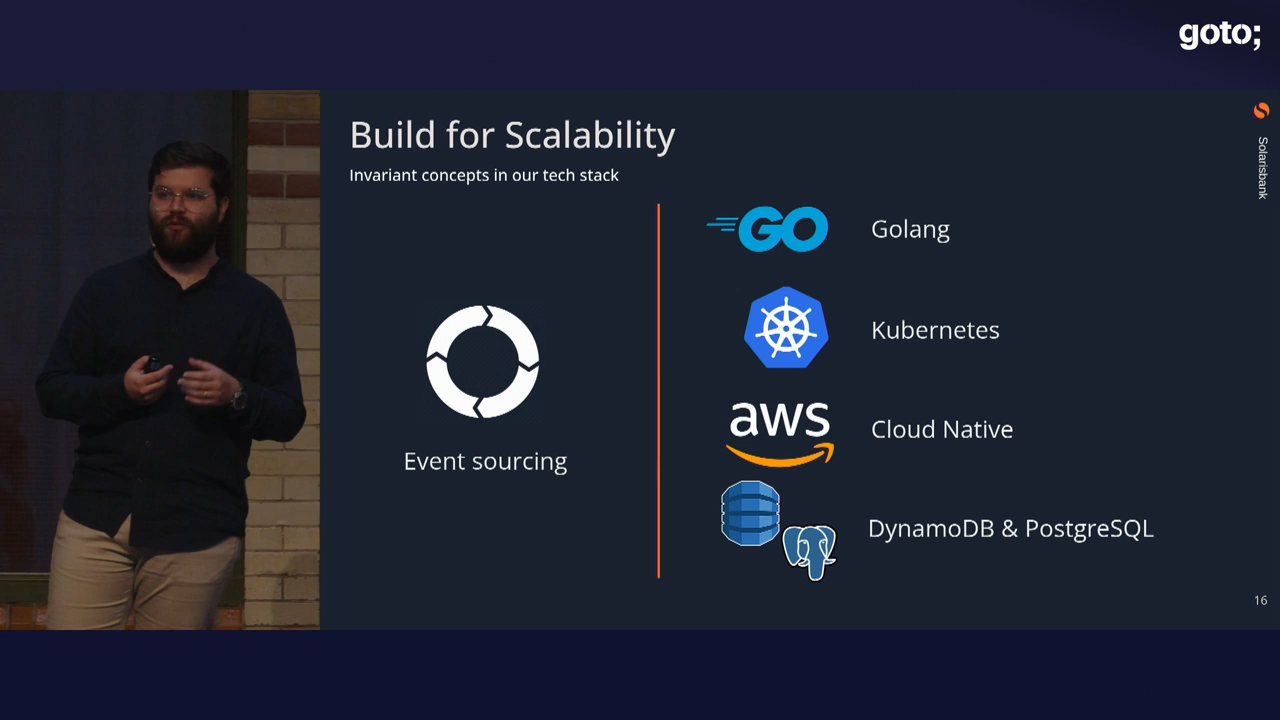 goto;
Build for Scalability
Invariant concepts in our tech stack
Solarisbank
GO
Golang
Kubernetes
aws
Cloud Native
Event sourcing
DynamoDB & PostgreSQL
16